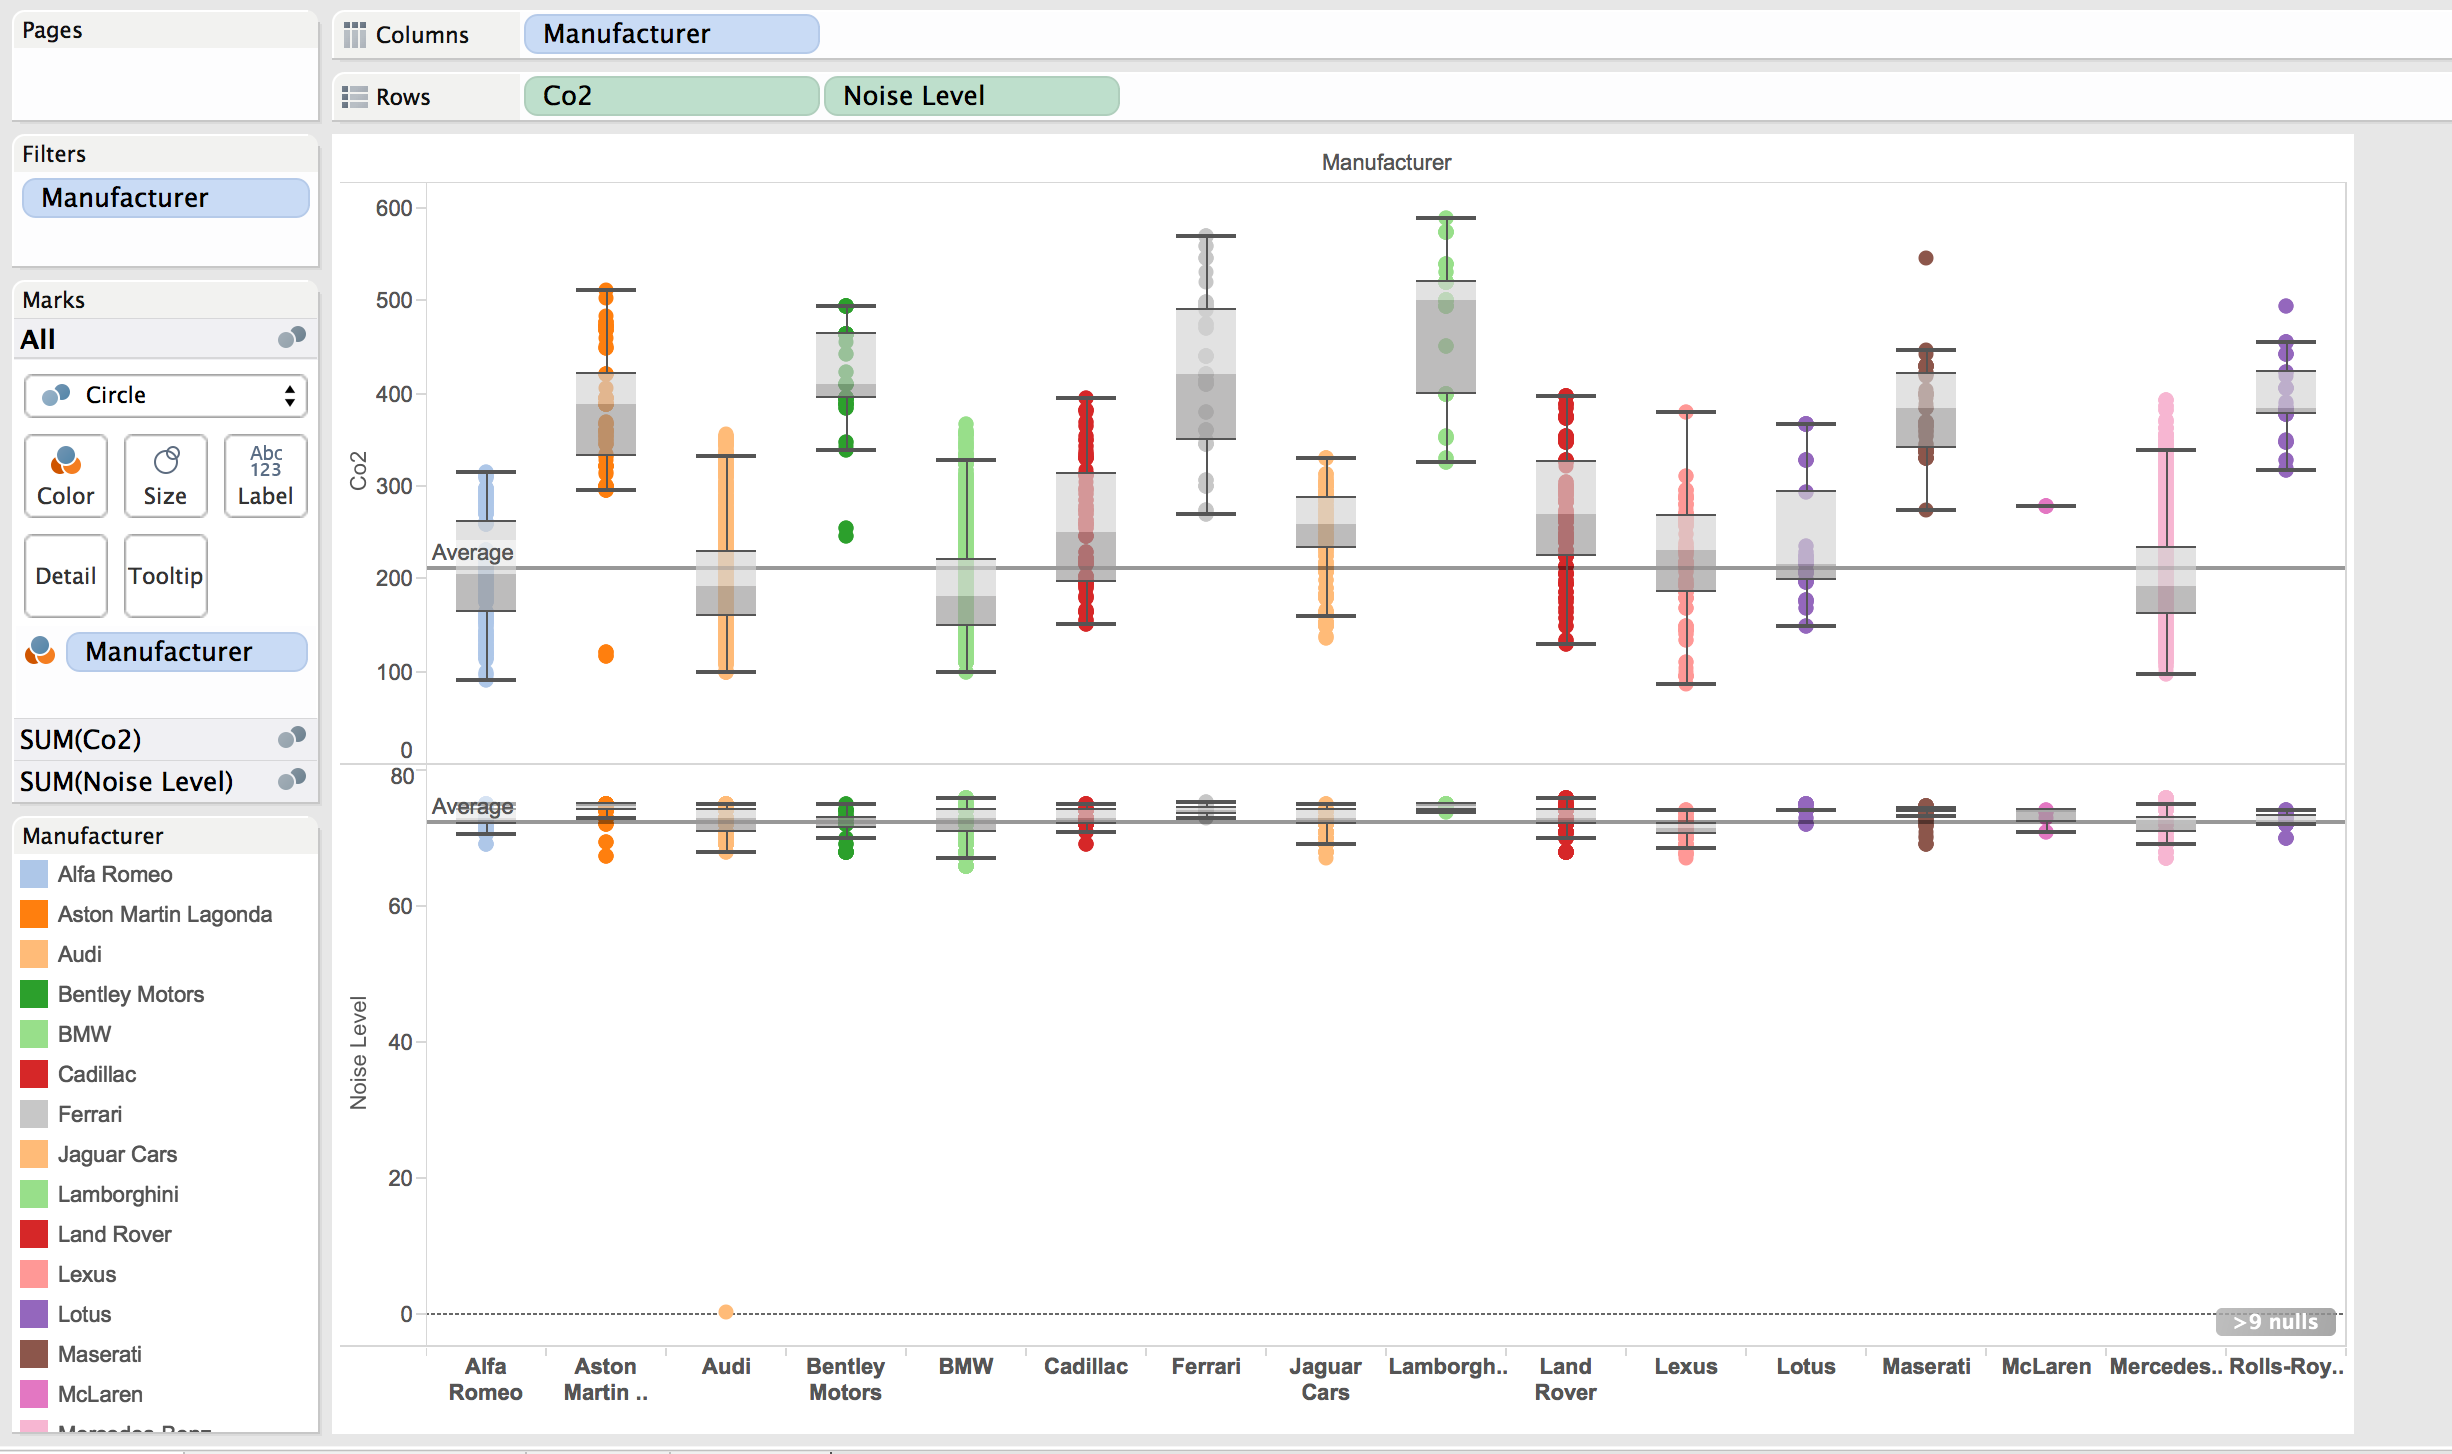 Pages
Columns
Manufacturer
Rows
Co2
Noise Level
Filters
Manufacturer
Marks
All
Circle
Color
Size
Abc
123
Label
Detail
Tooltip
Manufacturer
SUM(Co2)
SUM(Noise Level)
Manufacturer
Alfa Romeo
Aston Martin Lagonda
Audi
Bentley Motors
BMW
Cadillac
Ferrari
Jaguar Cars
Lamborghini
Land Rover
Lexus
Lotus
Maserati
McLaren
Mercedes-Benz
Manufacturer
Co2
600
500
400
300
200
100
0
Average
Noise Level
80
60
40
20
0
Average
>9 nulls
Alfa
Romeo
Aston
Martin ..
Audi
Bentley
Motors
BMW
Cadillac
Ferrari
Jaguar
Cars
Lamborgh..
Land
Rover
Lexus
Lotus
Maserati
McLaren
Mercedes..
Rolls-Roy..